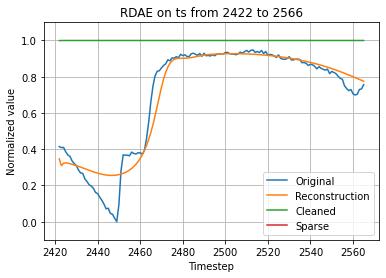 RDAE on ts from 2422 to 2566
Normalized value
1.0
0.8
0.6
0.4
0.2
0.0
Original
Reconstruction
Cleaned
Sparse
2420 2440 2460 2480 2500 2520 2540 2560
Timestep